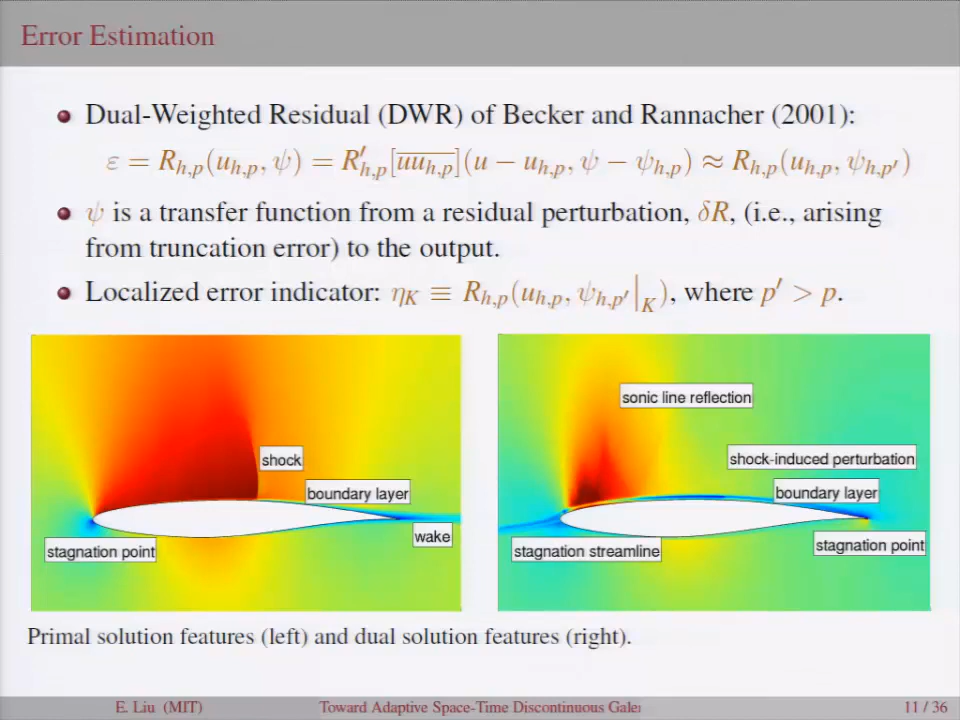 Error Estimation
Dual-Weighted Residual (DWR) of Becker and Rannacher (2001):
ε = R_{h,p}(u_{h,p}, ψ) = R′_{h,p}[\overline{uu_{h,p}}](u − u_{h,p}, ψ − ψ_{h,p}) ≈ R_{h,p}(u_{h,p}, ψ_{h,p′})
ψ is a transfer function from a residual perturbation, δR, (i.e., arising
from truncation error) to the output.
Localized error indicator: η_K ≡ R_{h,p}(u_{h,p}, ψ_{h,p′}|_K), where p′ > p.
shock
boundary layer
wake
stagnation point
sonic line reflection
shock-induced perturbation
boundary layer
stagnation streamline
stagnation point
Primal solution features (left) and dual solution features (right).
E. Liu (MIT)
Toward Adaptive Space-Time Discontinuous
11 / 36